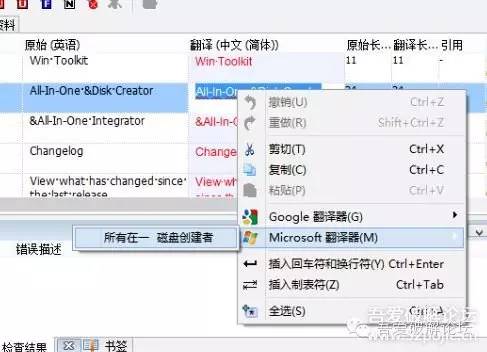 资料
原始 (英语) 翻译 (中文 (简体)) 原始长... 翻译长... 引用
Win·Toolkit Win·Toolkit 11 11 -
All-In-One·&Disk·Creator All-In-One·&Disk·Creator
&All-In-One·Integrator &All-In-
Changelog Change
View·what·has·changed·since·the·last·release. View·wh
撤销(U) Ctrl+Z
重做(R) Shift+Ctrl+Z
剪切(T) Ctrl+X
复制(C) Ctrl+C
粘贴(P) Ctrl+V
Google 翻译器(G)
Microsoft 翻译器(M)
所有在一 磁盘创建者
插入回车符和换行符(Y) Ctrl+Enter
插入制表符(Z) Ctrl+Tab
全选(S) Ctrl+A
错误描述
检查结果 书签
吾爱破解论坛